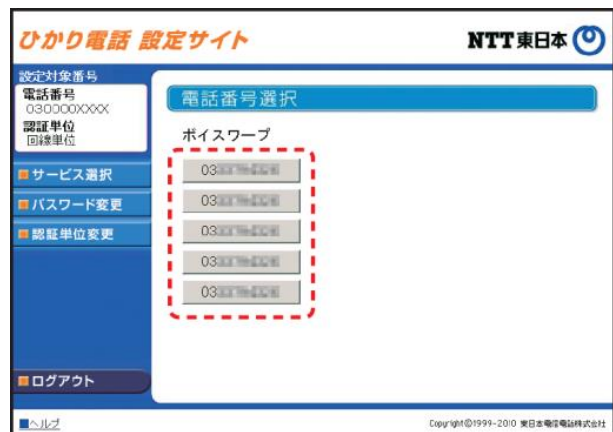 ひかり電話 設定サイト
NTT東日本
設定対象番号
電話番号
030000XXXX
認証単位
回線単位
サービス選択
パスワード変更
認証単位変更
ログアウト
ヘルプ
電話番号選択
ボイスワープ
03
03
03
03
03
Copyright©1999-2010 東日本電信電話株式会社